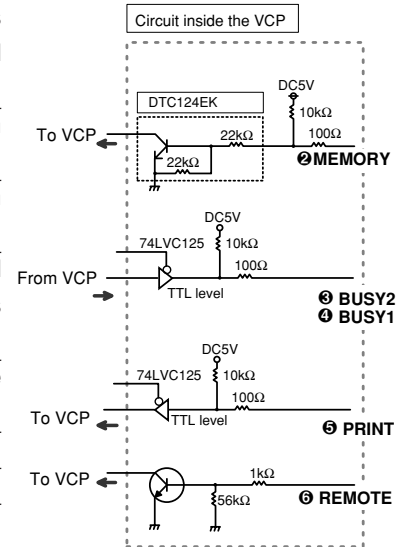 Circuit inside the VCP
DC5V
DTC124EK
10kΩ
To VCP
22kΩ
100Ω
22kΩ
❷MEMORY
DC5V
74LVC125
10kΩ
100Ω
From VCP
TTL level
❸ BUSY2
❹ BUSY1
DC5V
74LVC125
10kΩ
100Ω
To VCP
TTL level
❺ PRINT
To VCP
1kΩ
56kΩ
❻ REMOTE